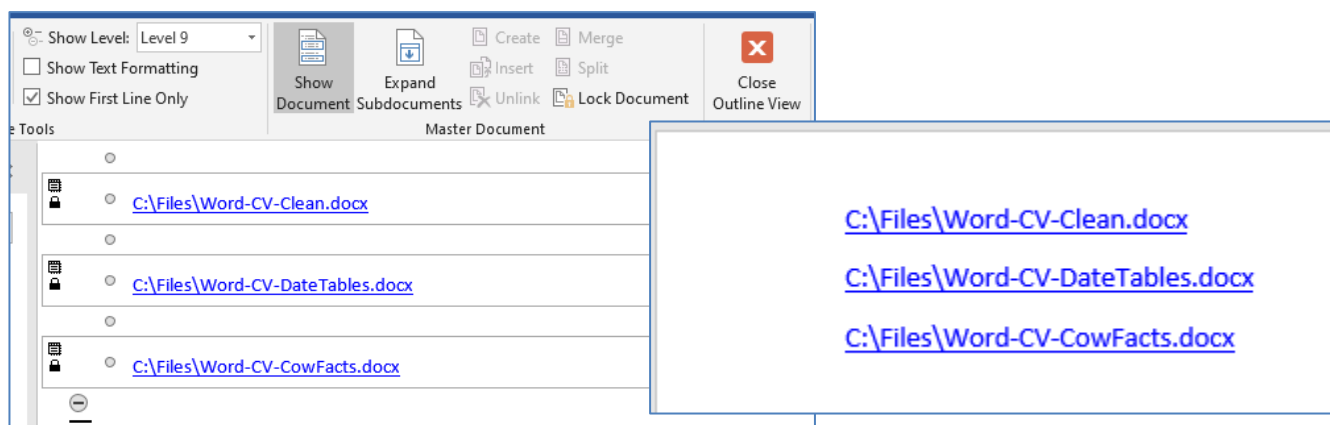 Show Level: Level 9
Show Text Formatting
Show First Line Only
Show Document
Expand Subdocuments
Create
Merge
Insert
Split
Unlink
Lock Document
Close Outline View
e Tools
Master Document
C:\Files\Word-CV-Clean.docx
C:\Files\Word-CV-DateTables.docx
C:\Files\Word-CV-CowFacts.docx
C:\Files\Word-CV-Clean.docx
C:\Files\Word-CV-DateTables.docx
C:\Files\Word-CV-CowFacts.docx